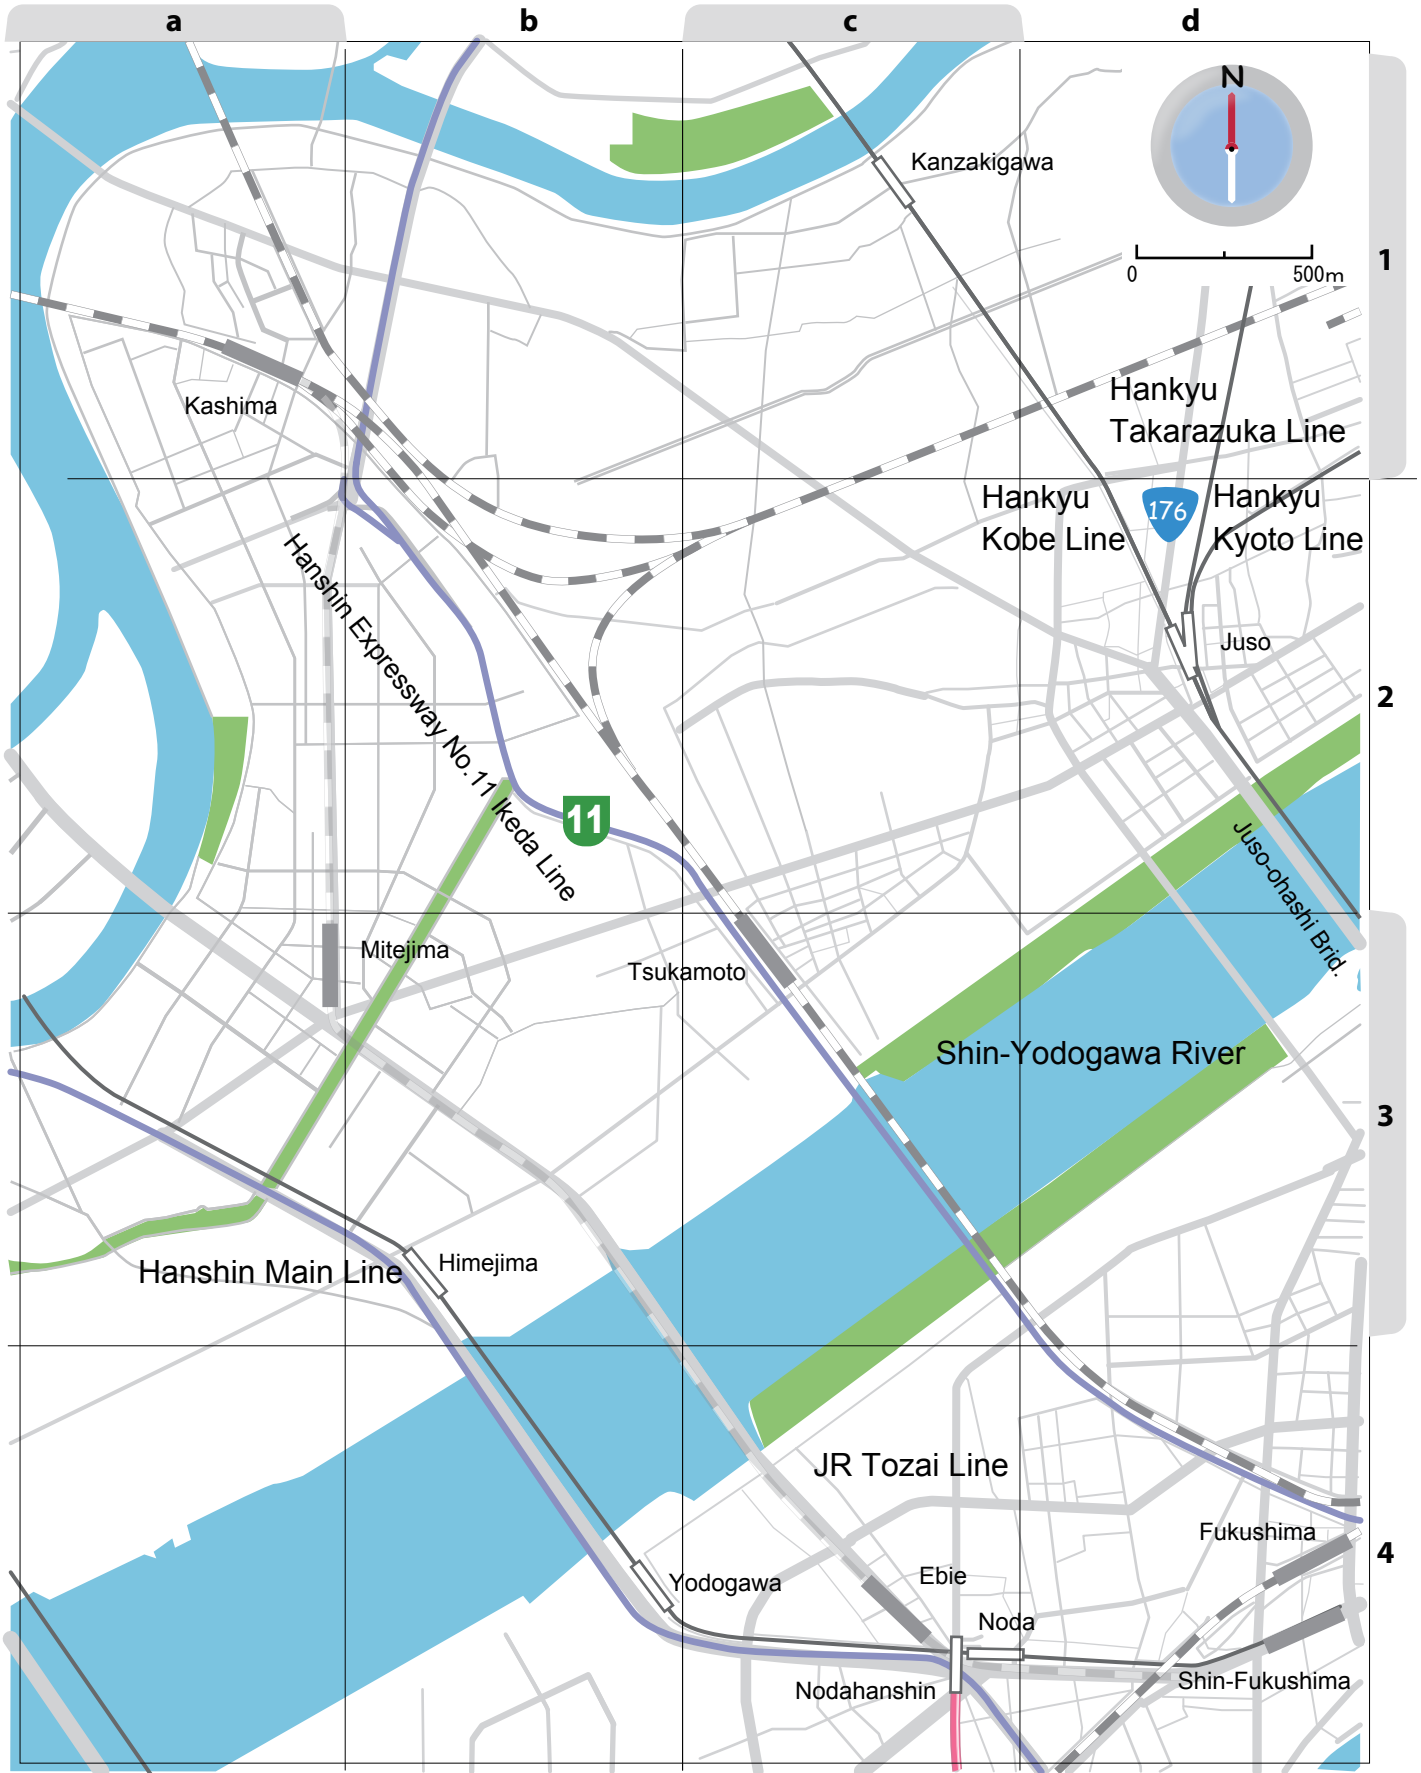 a
b
c
d
N
0
500m
1
Kanzakigawa
Kashima
Hankyu
Takarazuka Line
Hankyu
Kobe Line
176
Hankyu
Kyoto Line
Hanshin Expressway No.11 Ikeda Line
Juso
2
11
Juso-ohashi Brid.
Mitejima
Tsukamoto
Shin-Yodogawa River
3
Hanshin Main Line
Himejima
JR Tozai Line
Fukushima
4
Ebie
Yodogawa
Noda
Nodahanshin
Shin-Fukushima